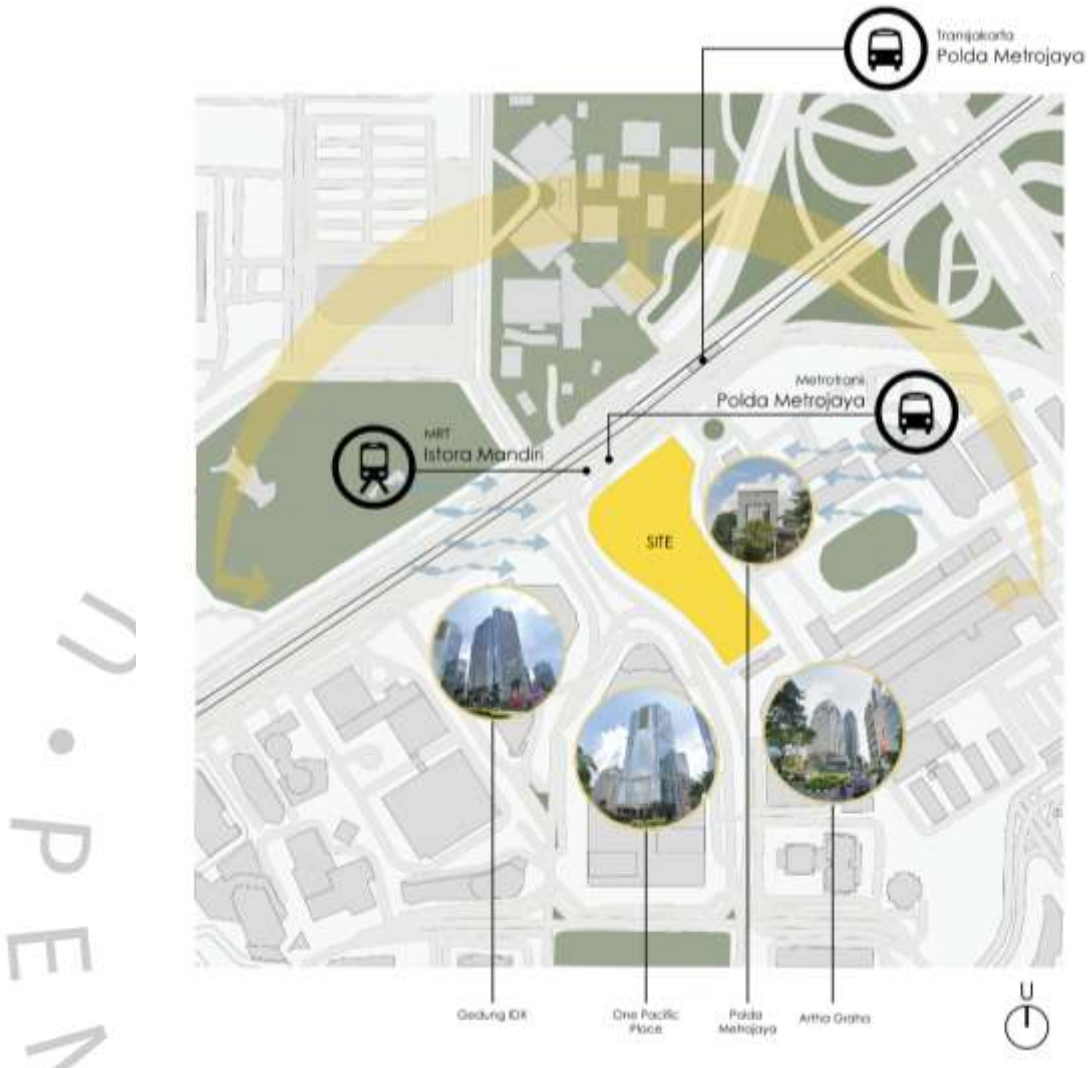 Transjakarta
Polda Metrojaya
Metrotrans
Polda Metrojaya
MRT
Istora Mandiri
SITE
Gedung IDX
One Pacific
Place
Polda
Metrojaya
Artha Graha
U
n . PEN